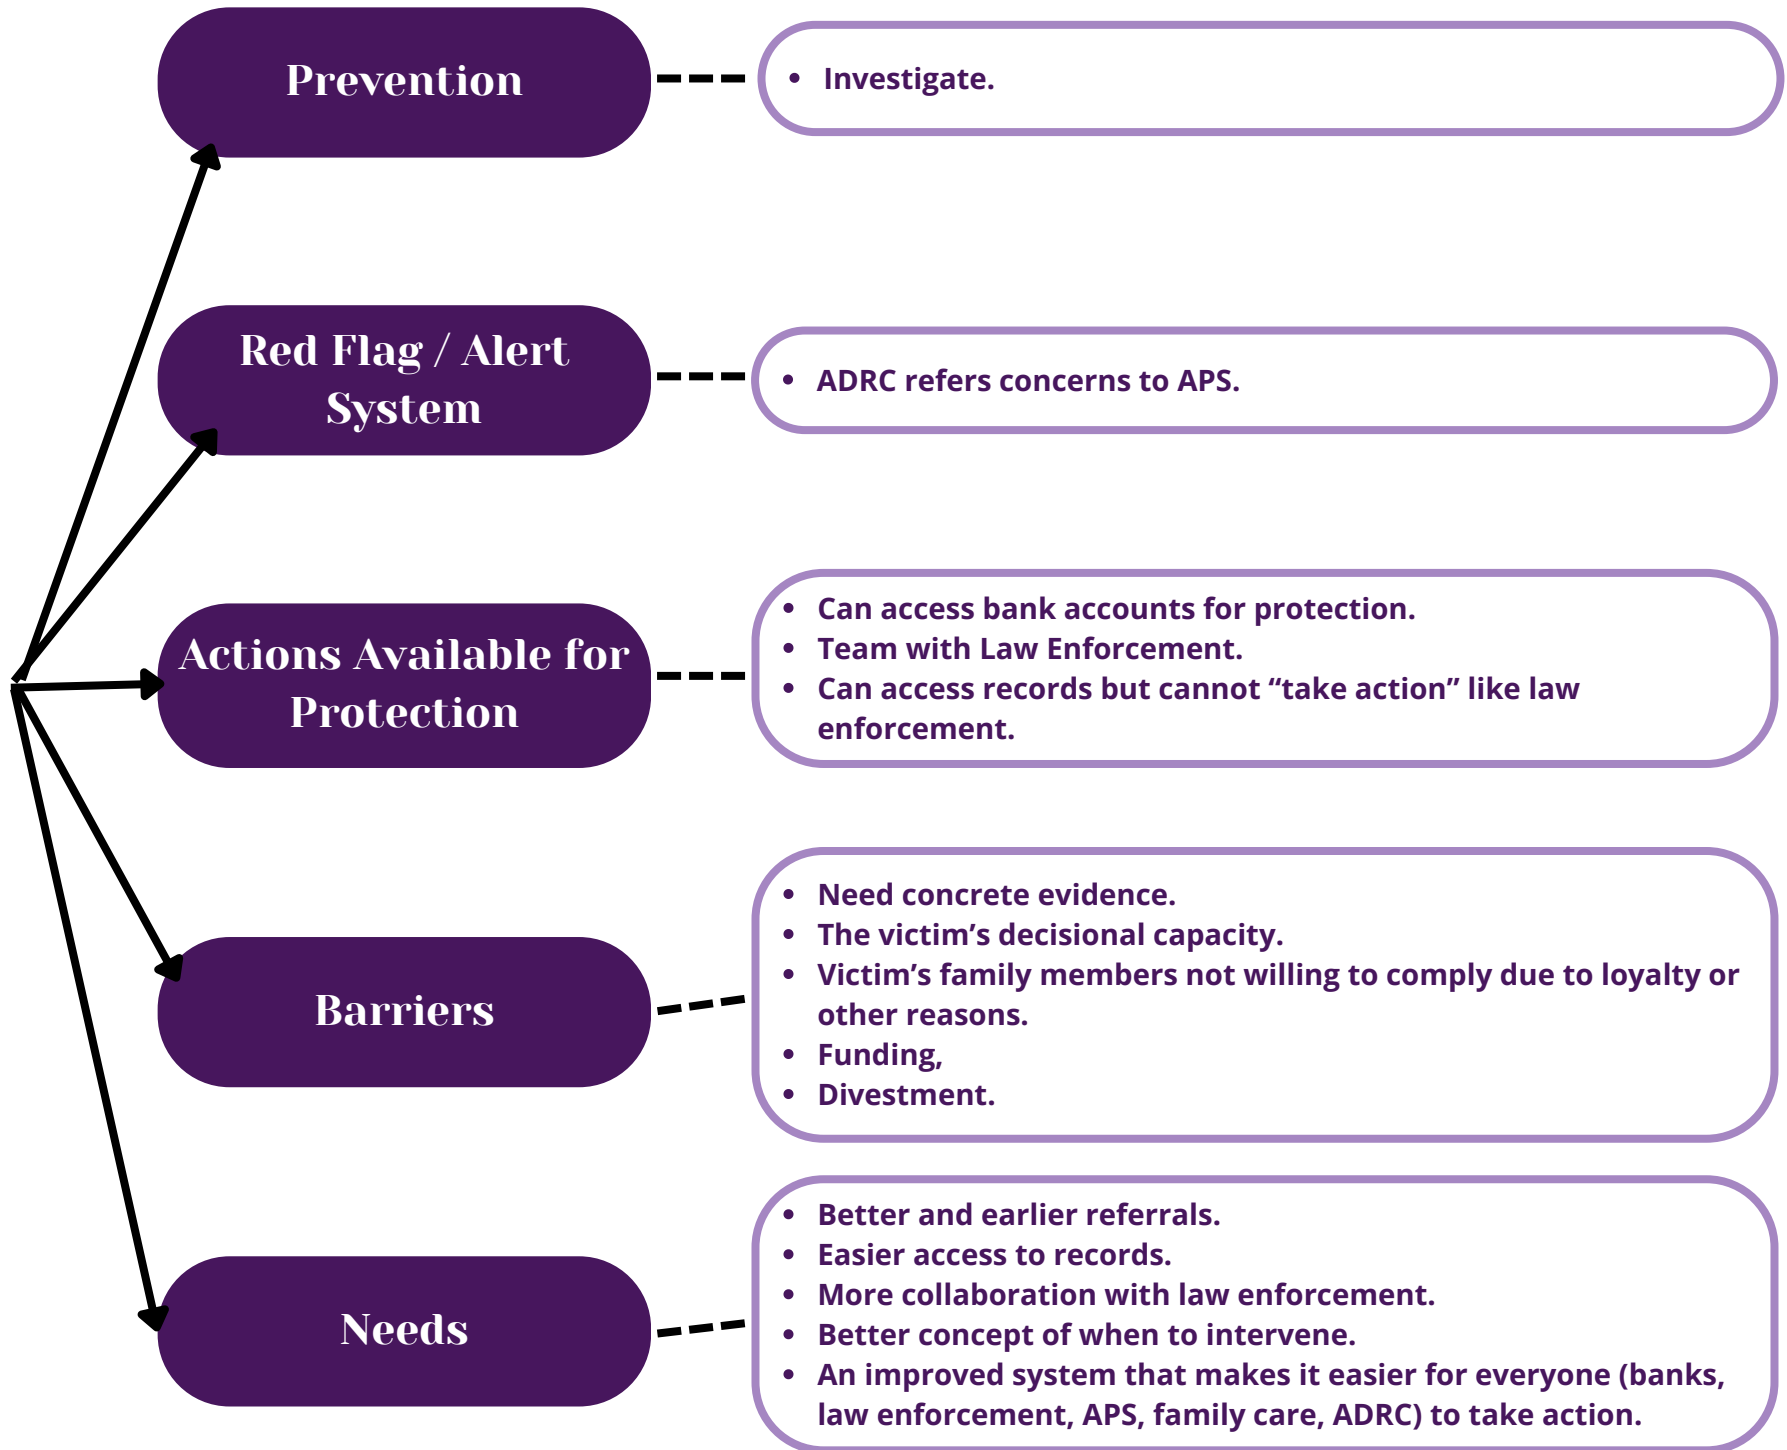 Prevention
• Investigate.
Red Flag / Alert
System
• ADRC refers concerns to APS.
Actions Available for
Protection
• Can access bank accounts for protection.
• Team with Law Enforcement.
• Can access records but cannot “take action” like law
enforcement.
Barriers
• Need concrete evidence.
• The victim’s decisional capacity.
• Victim’s family members not willing to comply due to loyalty or
other reasons.
• Funding,
• Divestment.
Needs
• Better and earlier referrals.
• Easier access to records.
• More collaboration with law enforcement.
• Better concept of when to intervene.
• An improved system that makes it easier for everyone (banks,
law enforcement, APS, family care, ADRC) to take action.